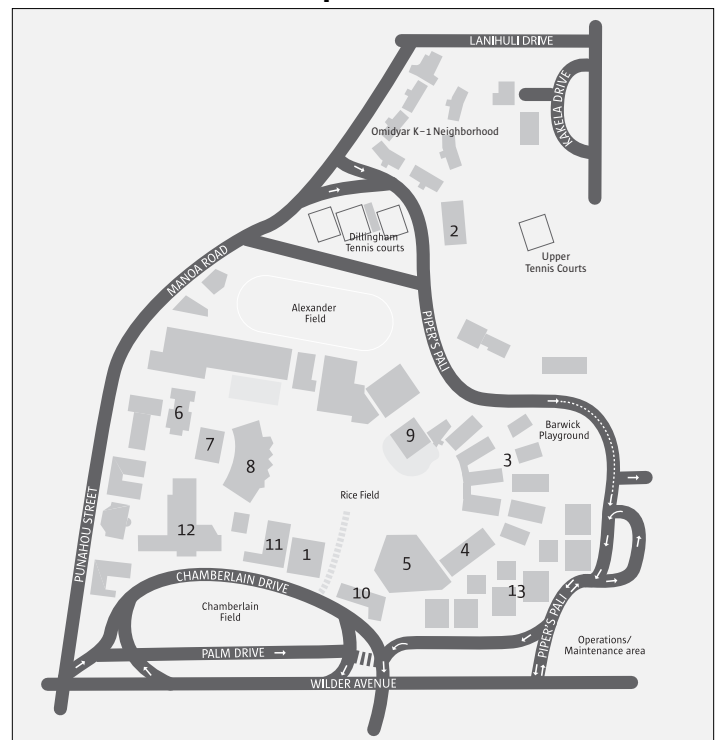 LANIHULI DRIVE
KAKELA DRIVE
Omidyar K–1 Neighborhood
2
Dillingham
Tennis courts
Upper
Tennis Courts
MANOA ROAD
Alexander
Field
PIPER'S PALI
6
7
8
9
Barwick
Playground
3
Rice Field
PUNAHOU STREET
12
11
1
5
4
10
13
CHAMBERLAIN DRIVE
Chamberlain
Field
PIPER'S PALI
Operations/
Maintenance area
PALM DRIVE
WILDER AVENUE